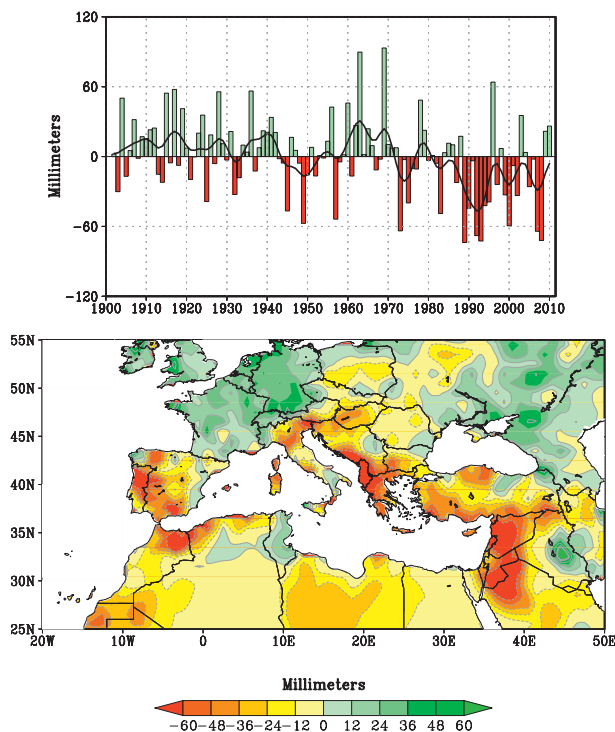 120
60
0
−60
−120
Millimeters
1900 1910 1920 1930 1940 1950 1960 1970 1980 1990 2000 2010
55N
50N
45N
40N
35N
30N
25N
20W 10W 0 10E 20E 30E 40E 50E
Millimeters
−60 −48 −36 −24 −12 0 12 24 36 48 60